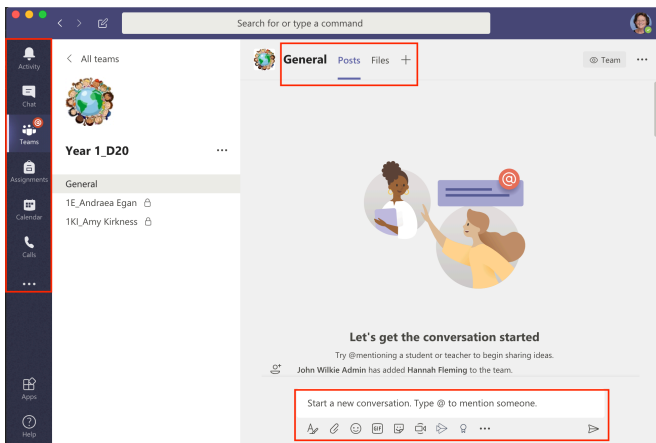 Search for or type a command
Activity
Chat
Teams
Assignments
Calendar
Calls
Apps
Help
All teams
Year 1_D20
General
1E_Andraea Egan
1KI_Amy Kirkness
General Posts Files +
Team
@
Let's get the conversation started
Try @mentioning a student or teacher to begin sharing ideas.
John Wilkie Admin has added Hannah Fleming to the team.
Start a new conversation. Type @ to mention someone.
GIF